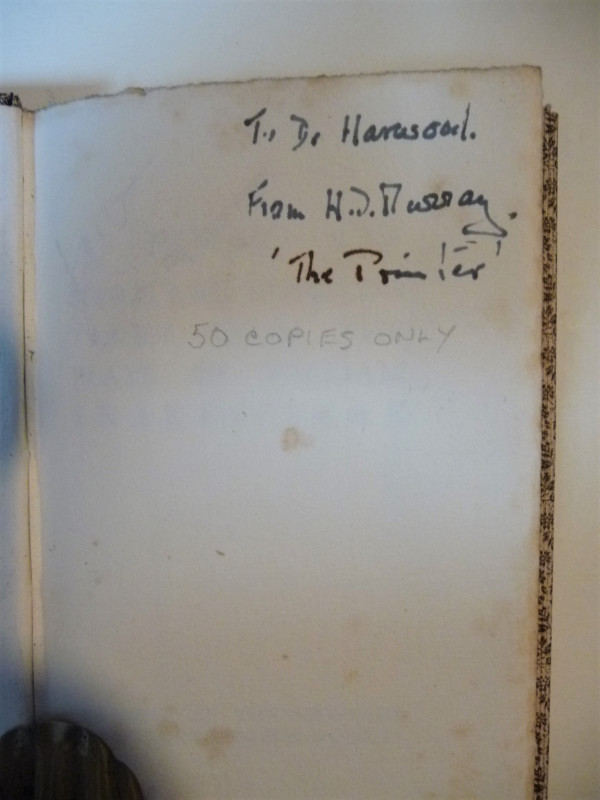 To D. Harwood.
From H.J. Murray.
'The Printer'
50 COPIES ONLY